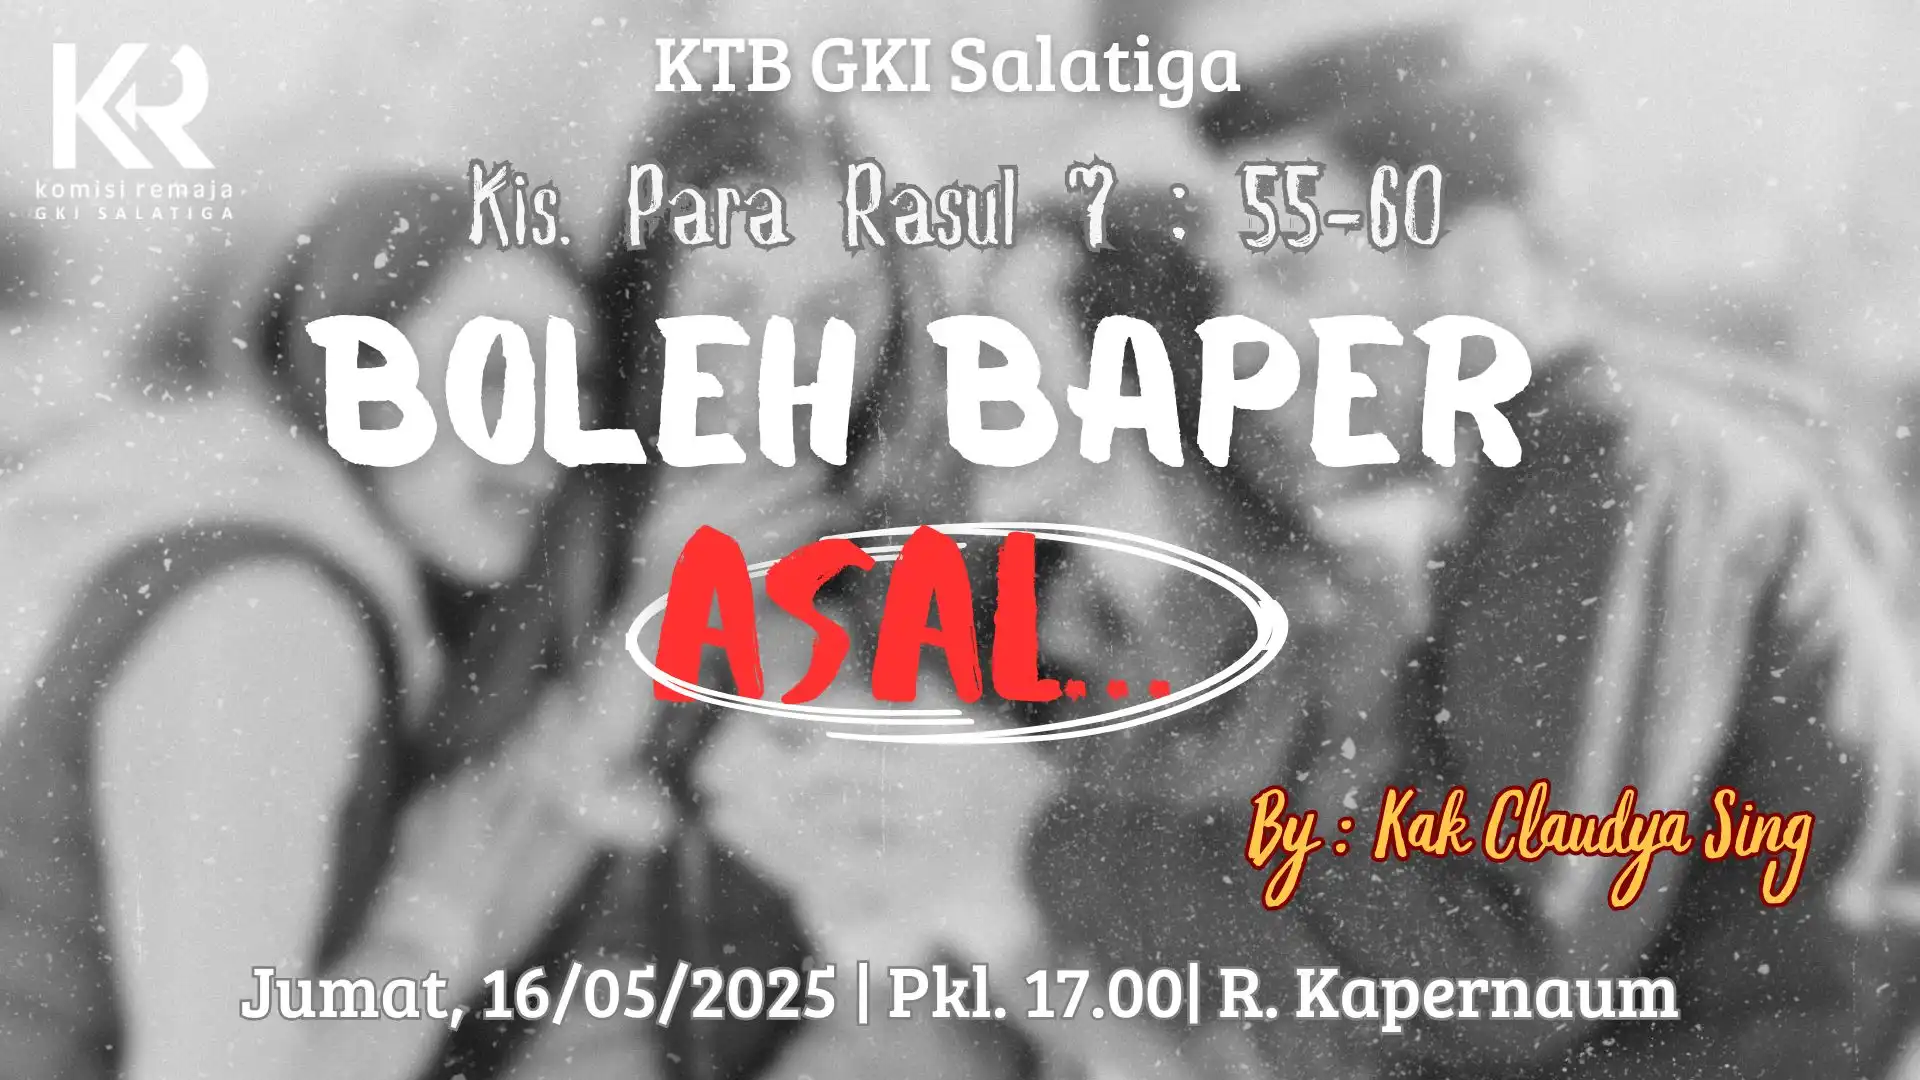 KTB GKI Salatiga
KR
komisi remaja
GKI SALATIGA
Kis. Para Rasul 7 : 55-60
BOLEH BAPER
ASAL...
By : Kak Claudya Sing
Jumat, 16/05/2025 | Pkl. 17.00| R. Kapernaum